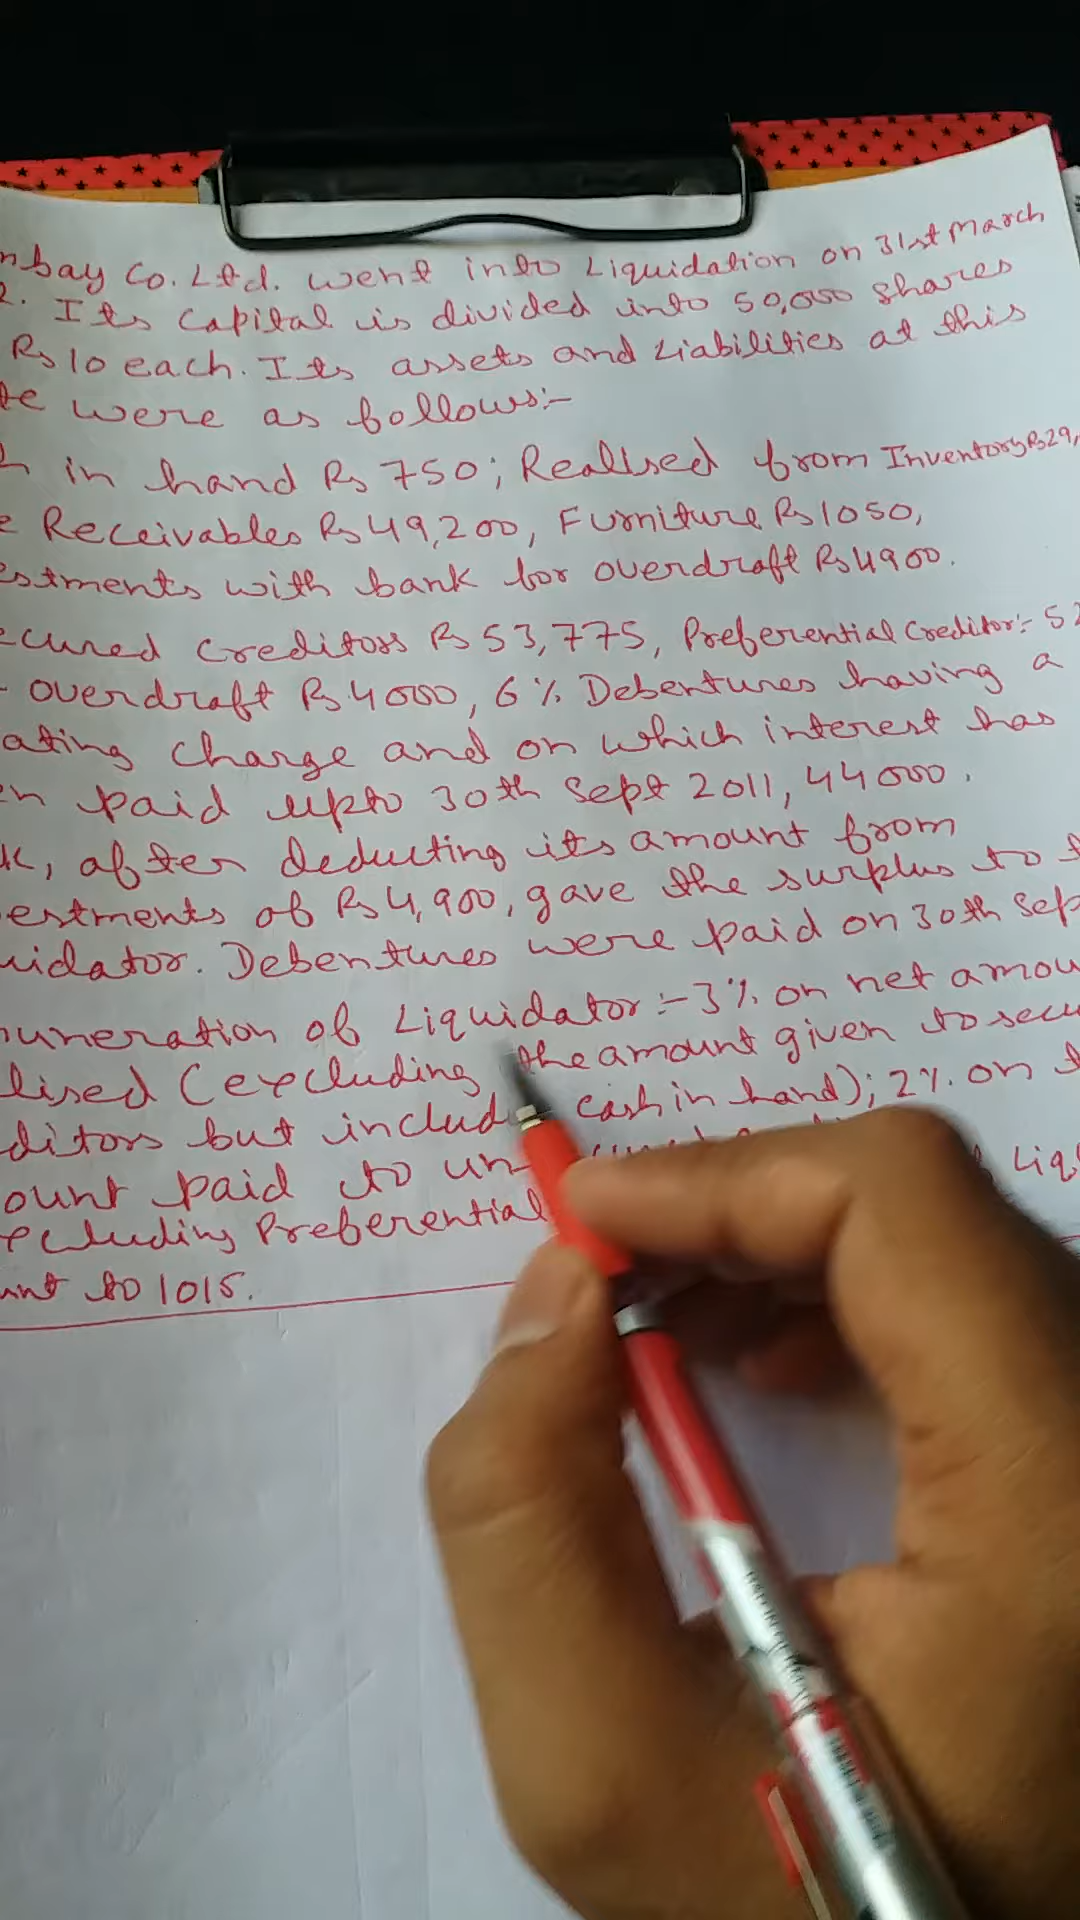 mbay Co. Ltd. went into Liquidation on 31st March
2. Its Capital is divided into 50,000 shares
Rs 10 each. Its assets and Liabilities at this
te were as follows:-
h in hand Rs 750; Realised from Inventory Rs 29,
e Receivables Rs 49,200, Furniture Rs 1050,
estments with bank for overdraft Rs 4900.
ecured creditors Rs 53,775, Preferential Creditor:- 52
- overdraft Rs 4000, 6% Debentures having a
ating charge and on which interest has
en paid upto 30th Sept 2011, 44000.
k, after deducting its amount from
estments of Rs 4,900, gave the surplus to t
uidator. Debentures were paid on 30th Sep
muneration of Liquidator:- 3% on net amou
lised (excluding the amount given to secu
ditors but includ cash in hand); 2% on t
ount paid to un- Liq
xcluding Preferential
unt to 1015.